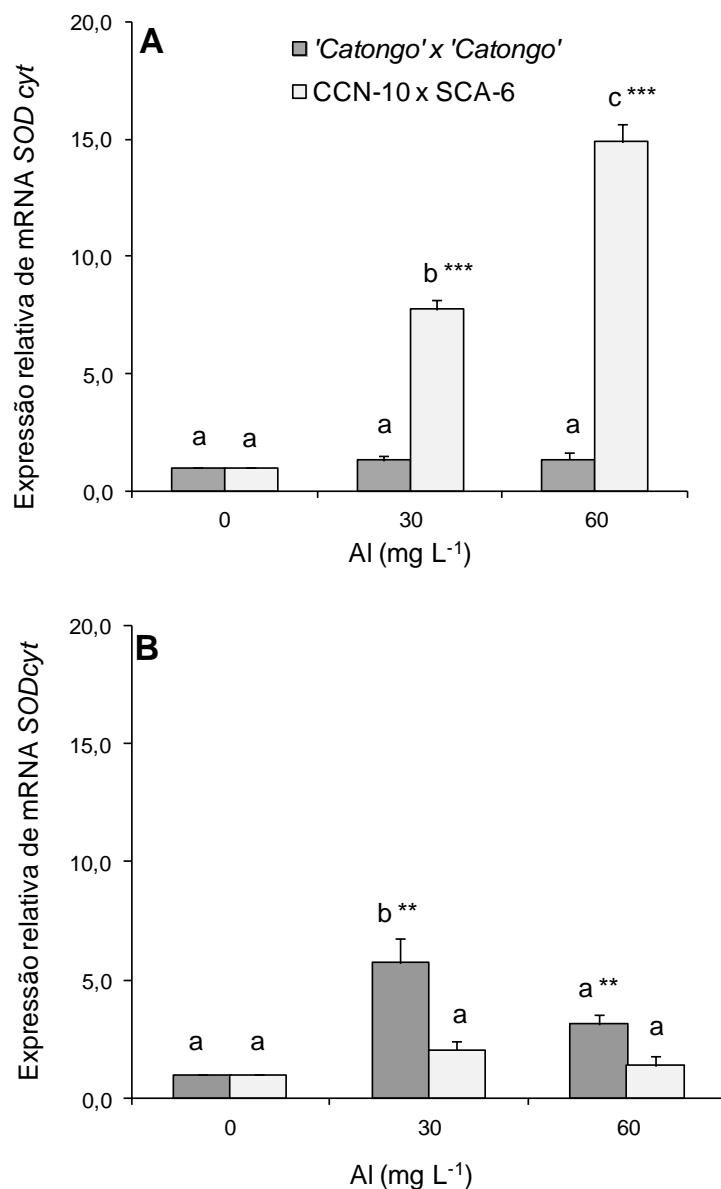 A
'Catongo' x 'Catongo'
CCN-10 x SCA-6
Expressão relativa de mRNA SOD cyt
20,0
15,0
10,0
5,0
0,0
a a
a b ***
a c ***
0 30 60
Al (mg L-1)
B
Expressão relativa de mRNA SODcyt
20,0
15,0
10,0
5,0
0,0
a a
b ** a
a ** a
0 30 60
Al (mg L-1)